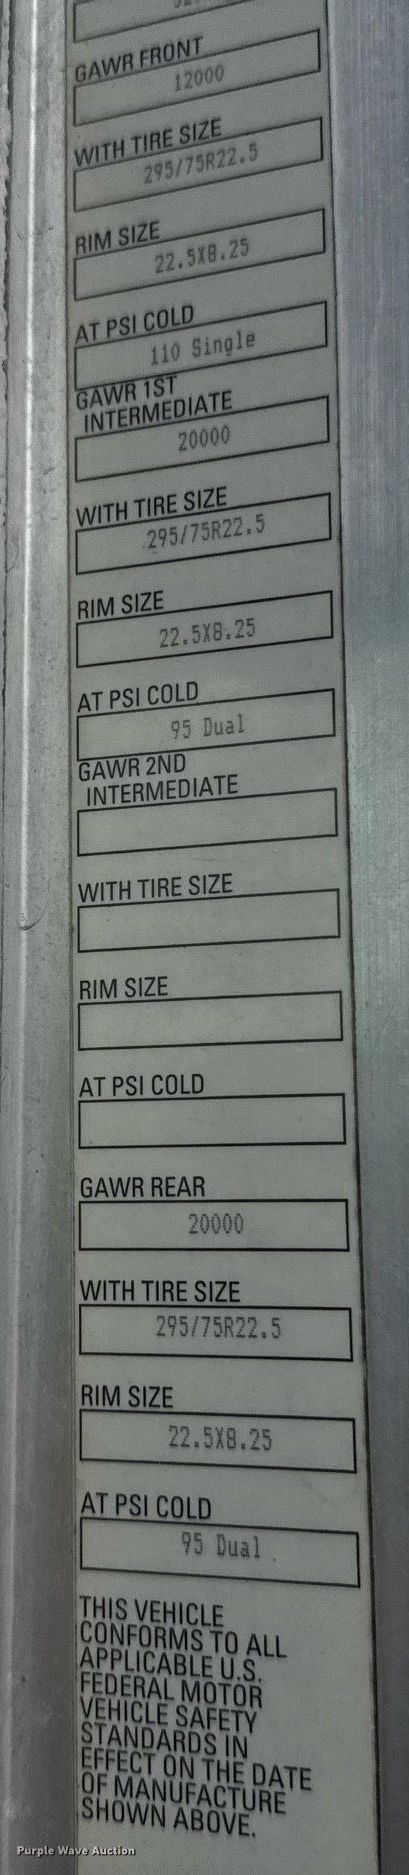 GAWR FRONT
12000
WITH TIRE SIZE
295/75R22.5
RIM SIZE
22.5X8.25
AT PSI COLD
110 Single
GAWR 1ST
INTERMEDIATE
20000
WITH TIRE SIZE
295/75R22.5
RIM SIZE
22.5X8.25
AT PSI COLD
95 Dual
GAWR 2ND
INTERMEDIATE
WITH TIRE SIZE
RIM SIZE
AT PSI COLD
GAWR REAR
20000
WITH TIRE SIZE
295/75R22.5
RIM SIZE
22.5X8.25
AT PSI COLD
95 Dual
THIS VEHICLE
CONFORMS TO ALL
APPLICABLE U.S.
FEDERAL MOTOR
VEHICLE SAFETY
STANDARDS IN
EFFECT ON THE DATE
OF MANUFACTURE
SHOWN ABOVE.
Purple Wave Auction